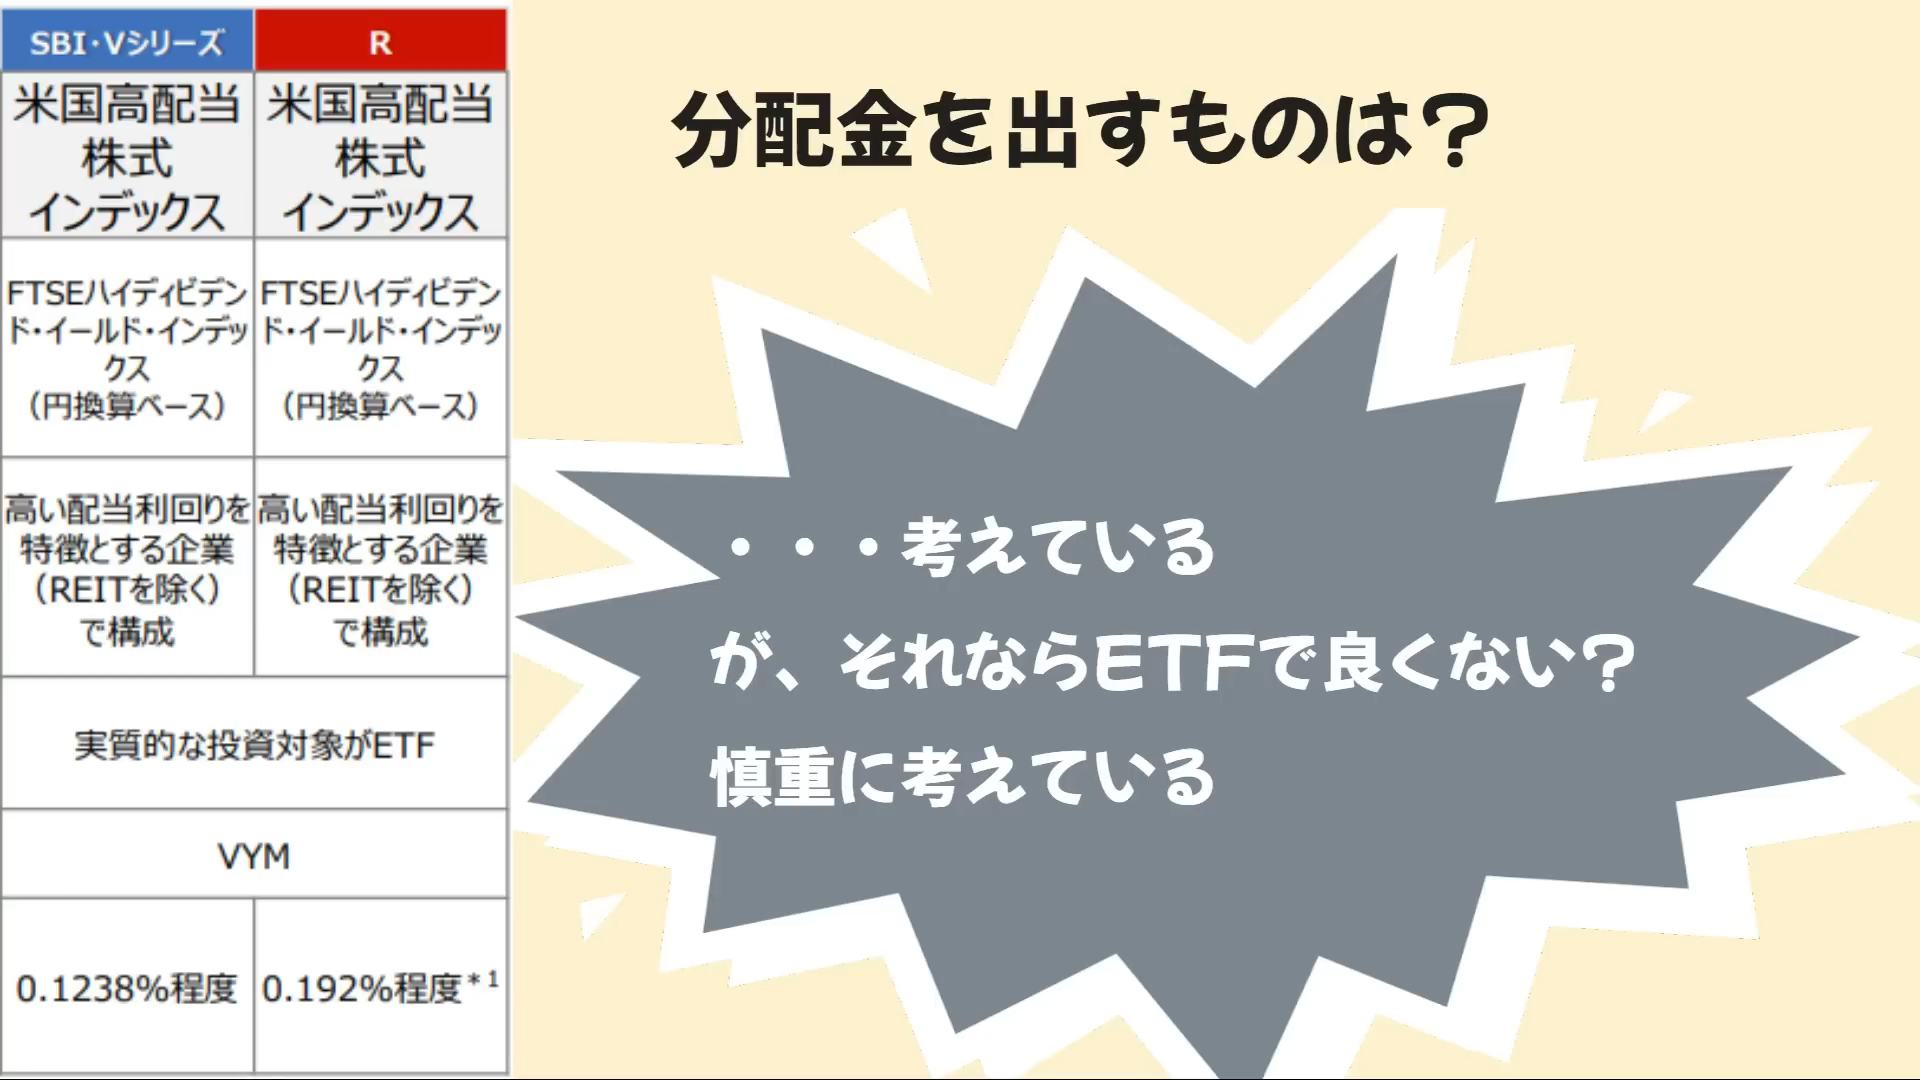 SBI・Vシリーズ
R
米国高配当
株式
インデックス
米国高配当
株式
インデックス
FTSEハイディビデン
ド・イールド・インデッ
クス
（円換算ベース）
FTSEハイディビデン
ド・イールド・インデッ
クス
（円換算ベース）
高い配当利回りを
特徴とする企業
（REITを除く）
で構成
高い配当利回りを
特徴とする企業
（REITを除く）
で構成
実質的な投資対象がETF
VYM
0.1238%程度
0.192%程度*1
分配金を出すものは？
・・・考えている
が、それならETFで良くない？
慎重に考えている